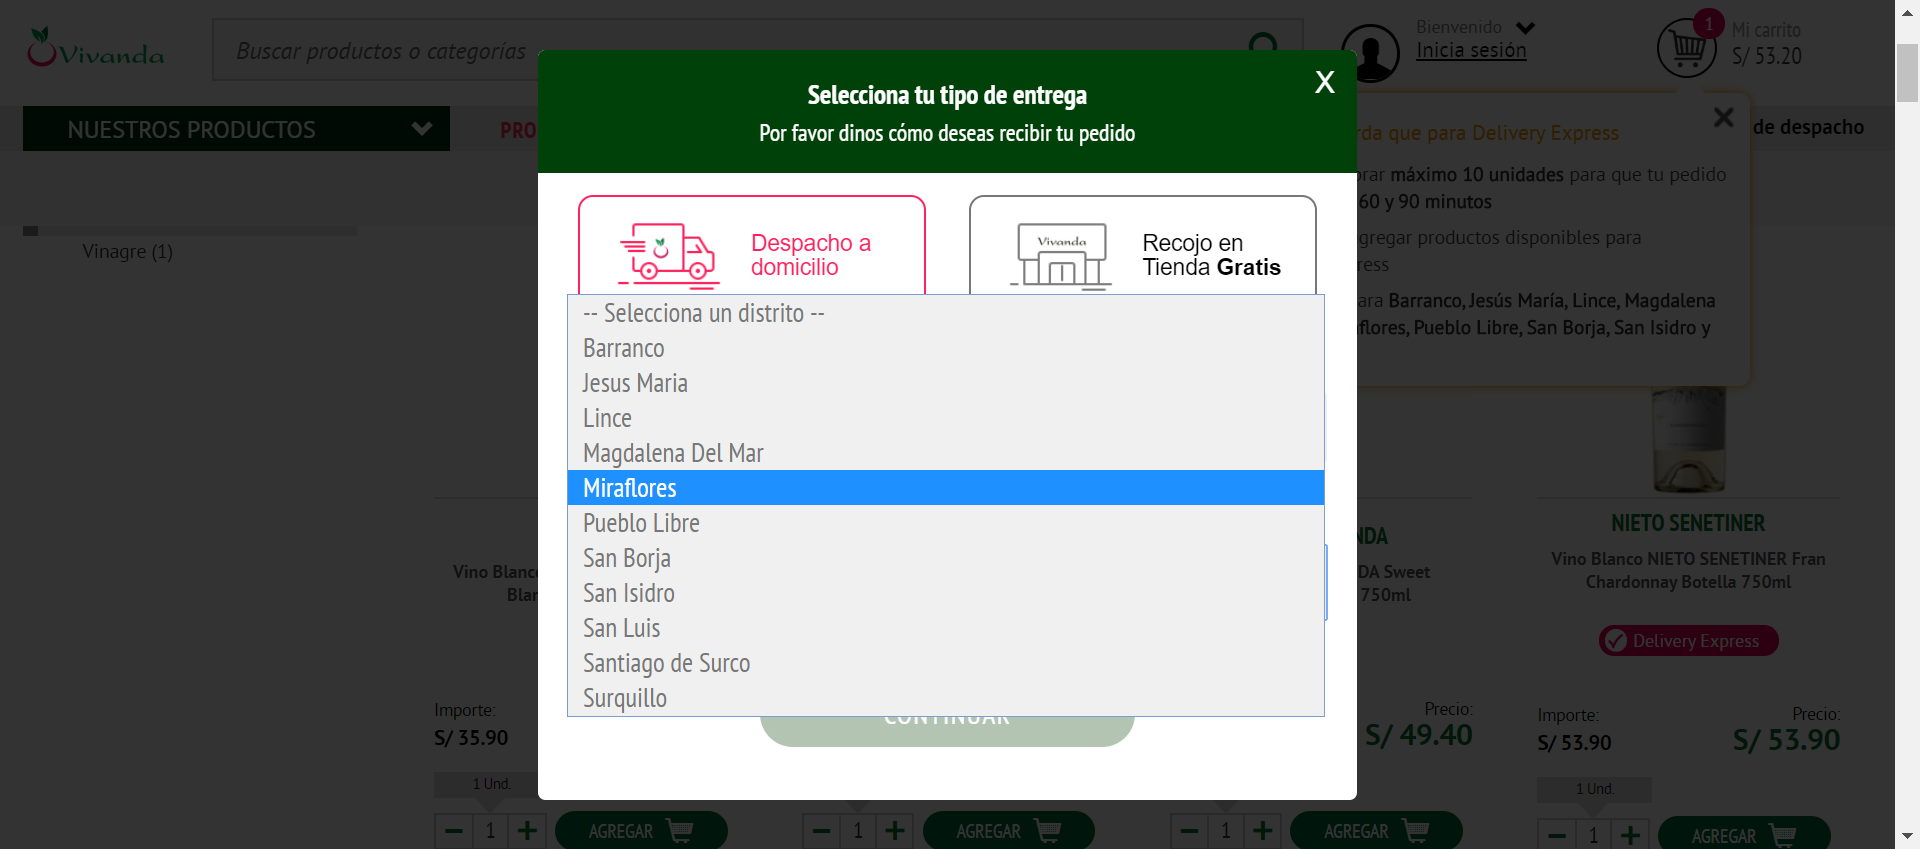 Vivanda
Buscar productos o categorías
Bienvenido
Inicia sesión
1
Mi carrito
S/ 53.20
NUESTROS PRODUCTOS
PRO
de despacho
Selecciona tu tipo de entrega
Por favor dinos cómo deseas recibir tu pedido
X
rda que para Delivery Express
rar máximo 10 unidades para que tu pedido
60 y 90 minutos
gregar productos disponibles para
ress
ara Barranco, Jesús María, Lince, Magdalena
flores, Pueblo Libre, San Borja, San Isidro y
Vinagre (1)
Despacho a
domicilio
Vivanda
Recojo en
Tienda Gratis
-- Selecciona un distrito --
Barranco
Jesus Maria
Lince
Magdalena Del Mar
Miraflores
Pueblo Libre
San Borja
San Isidro
San Luis
Santiago de Surco
Surquillo
CONTINUAR
Vino Blanc
Blan
NDA
DA Sweet
750ml
NIETO SENETINER
Vino Blanco NIETO SENETINER Fran
Chardonnay Botella 750ml
Delivery Express
Importe:
S/ 35.90
Precio:
S/ 49.40
Importe:
S/ 53.90
Precio:
S/ 53.90
1 Und.
1 Und.
− 1 + AGREGAR
− 1 + AGREGAR
− 1 + AGREGAR
− 1 + AGREGAR